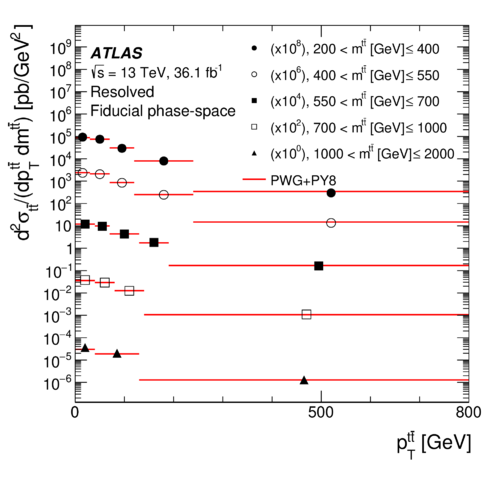 ATLAS
√s = 13 TeV, 36.1 fb⁻¹
Resolved
Fiducial phase-space
(x10⁸), 200 < m^tt̄ [GeV]≤ 400
(x10⁶), 400 < m^tt̄ [GeV]≤ 550
(x10⁴), 550 < m^tt̄ [GeV]≤ 700
(x10²), 700 < m^tt̄ [GeV]≤ 1000
(x10⁰), 1000 < m^tt̄ [GeV]≤ 2000
PWG+PY8
d²σ_tt̄/(dp_T^tt̄ dm^tt̄) [pb/GeV²]
10⁹
10⁸
10⁷
10⁶
10⁵
10⁴
10³
10²
10
1
10⁻¹
10⁻²
10⁻³
10⁻⁴
10⁻⁵
10⁻⁶
0 500 800
p_T^tt̄ [GeV]